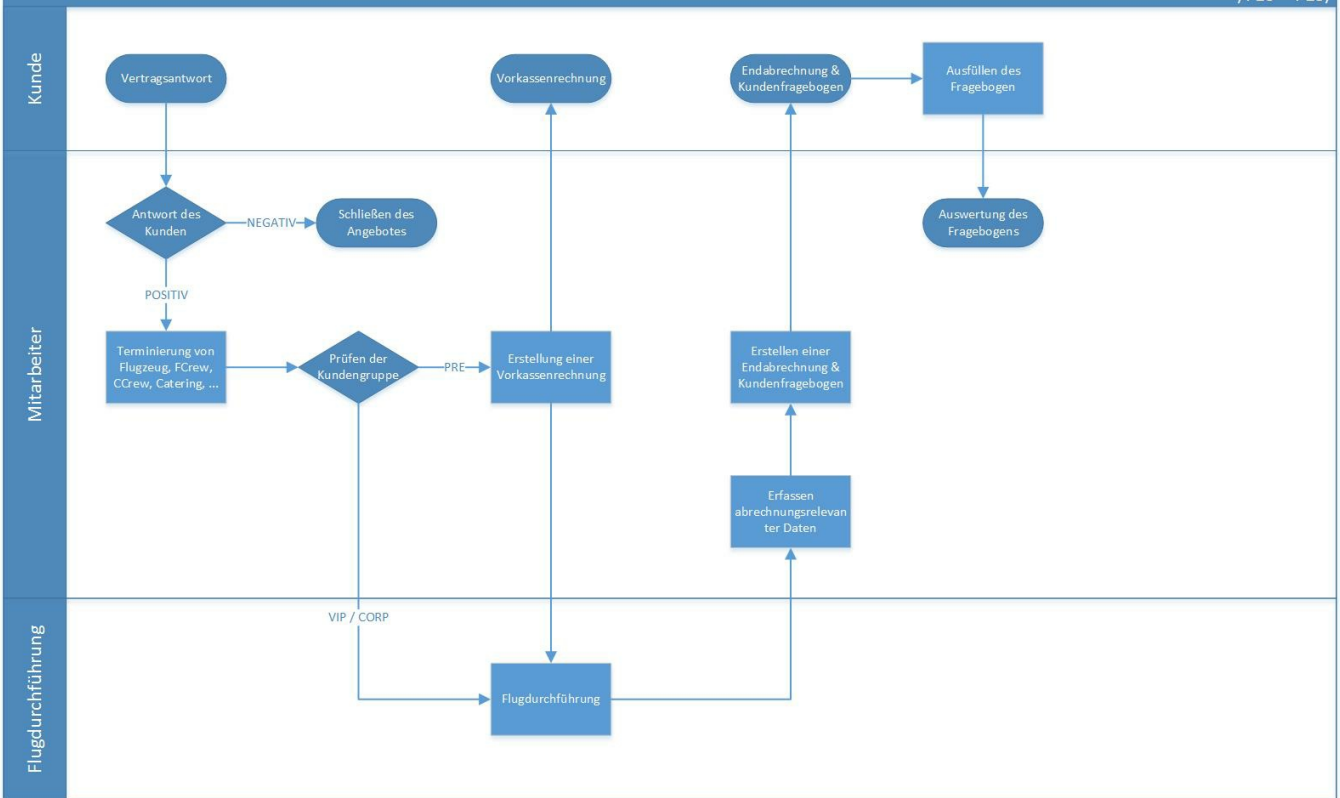 Kunde
Vertragsantwort
Vorkassenrechnung
Endabrechnung &
Kundenfragebogen
Ausfüllen des
Fragebogen
Mitarbeiter
Antwort des
Kunden
NEGATIV
Schließen des
Angebotes
Auswertung des
Fragebogens
POSITIV
Terminierung von
Flugzeug, FCrew,
CCrew, Catering, ...
Prüfen der
Kundengruppe
PRE
Erstellung einer
Vorkassenrechnung
Erstellen einer
Endabrechnung &
Kundenfragebogen
Erfassen
abrechnungsrelevan
ter Daten
Flugdurchführung
VIP / CORP
Flugdurchführung